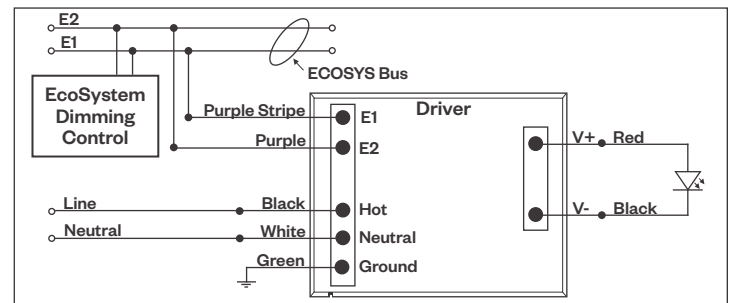 E2
E1
ECOSYS Bus
EcoSystem
Dimming
Control
Driver
Purple Stripe
E1
Purple
E2
V+
Red
Line
Black
Hot
V-
Black
Neutral
White
Neutral
Green
Ground